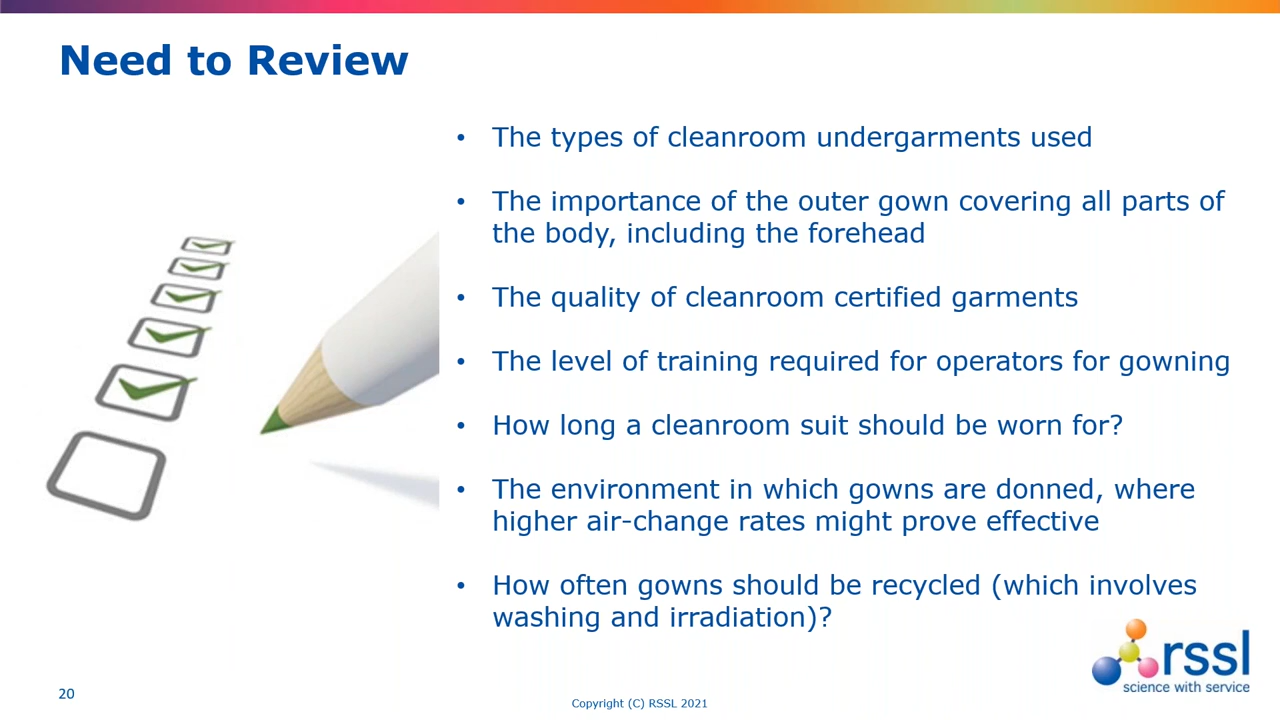 Need to Review
• The types of cleanroom undergarments used
• The importance of the outer gown covering all parts of
the body, including the forehead
• The quality of cleanroom certified garments
• The level of training required for operators for gowning
• How long a cleanroom suit should be worn for?
• The environment in which gowns are donned, where
higher air-change rates might prove effective
• How often gowns should be recycled (which involves
washing and irradiation)?
rssl
science with service
20
Copyright (C) RSSL 2021